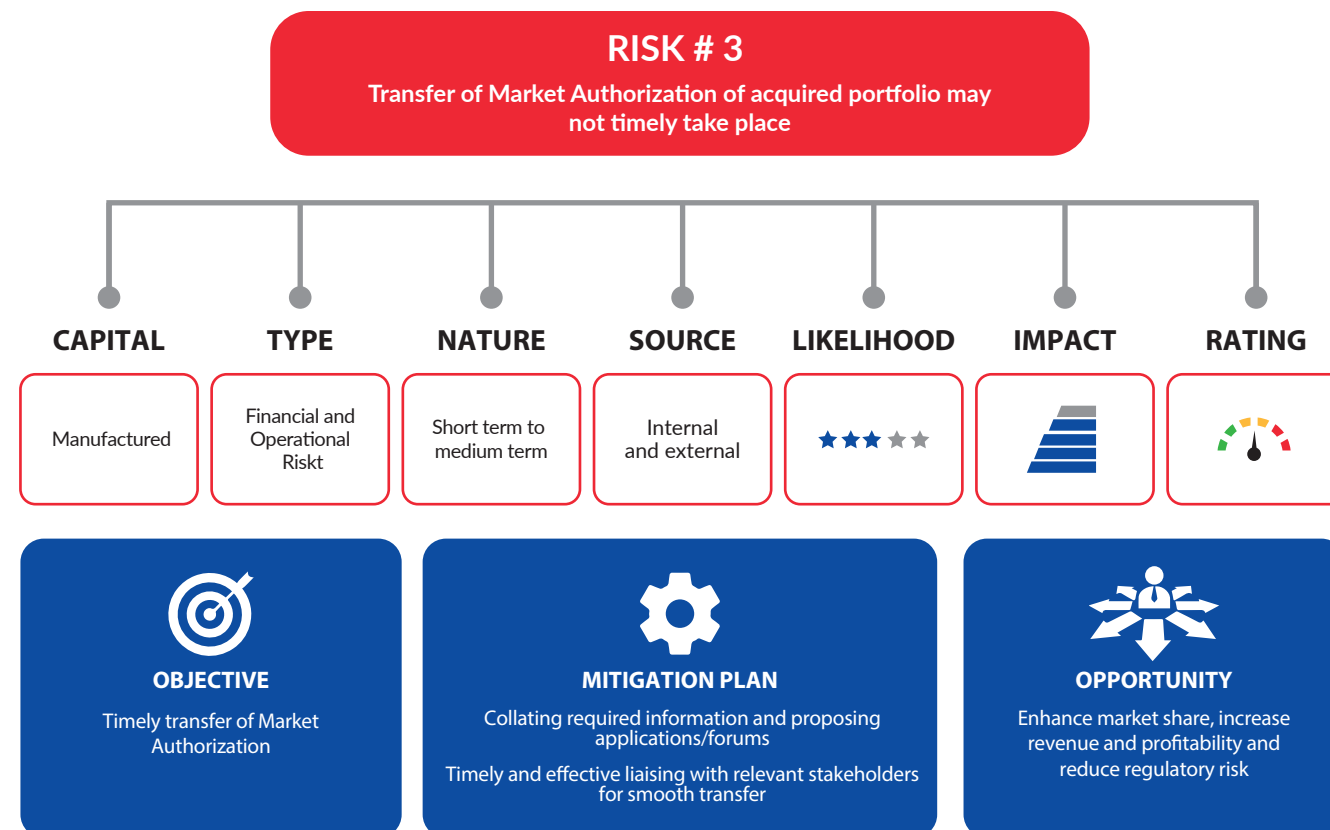 RISK # 3
Transfer of Market Authorization of acquired portfolio may
not timely take place
CAPITAL
TYPE
NATURE
SOURCE
LIKELIHOOD
IMPACT
RATING
Manufactured
Financial and
Operational
Riskt
Short term to
medium term
Internal
and external
OBJECTIVE
Timely transfer of Market
Authorization
MITIGATION PLAN
Collating required information and proposing
applications/forums
Timely and effective liaising with relevant stakeholders
for smooth transfer
OPPORTUNITY
Enhance market share, increase
revenue and profitability and
reduce regulatory risk